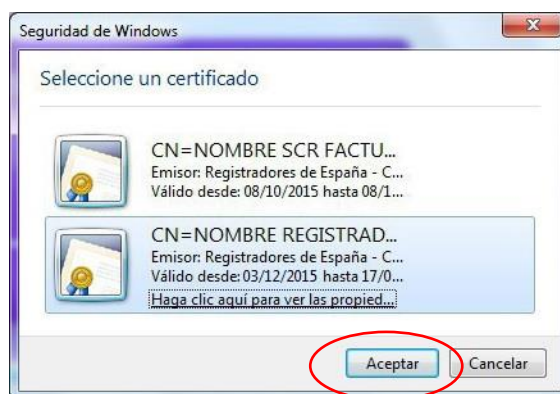 Seguridad de Windows
Seleccione un certificado
CN=NOMBRE SCR FACTU...
Emisor: Registradores de España - C...
Válido desde: 08/10/2015 hasta 08/1...
CN=NOMBRE REGISTRAD...
Emisor: Registradores de España - C...
Válido desde: 03/12/2015 hasta 17/0...
Haga clic aquí para ver las propied...
Aceptar Cancelar